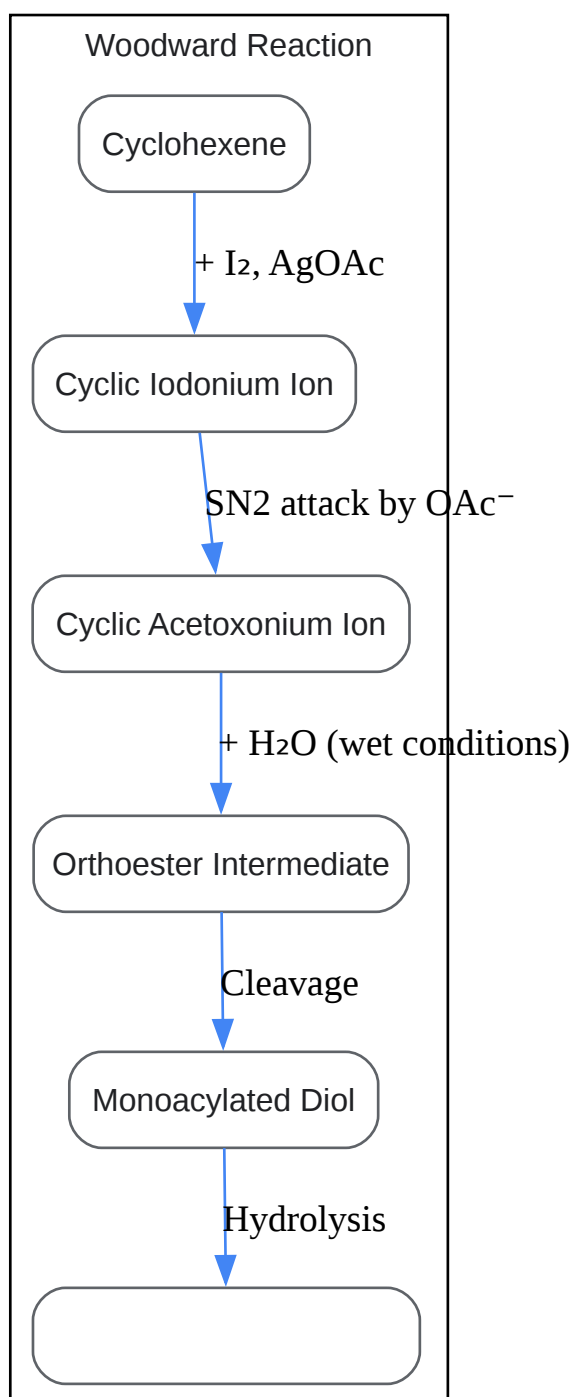 Woodward Reaction
Cyclohexene
+ I₂, AgOAc
Cyclic Iodonium Ion
SN2 attack by OAc⁻
Cyclic Acetoxonium Ion
+ H₂O (wet conditions)
Orthoester Intermediate
Cleavage
Monoacylated Diol
Hydrolysis